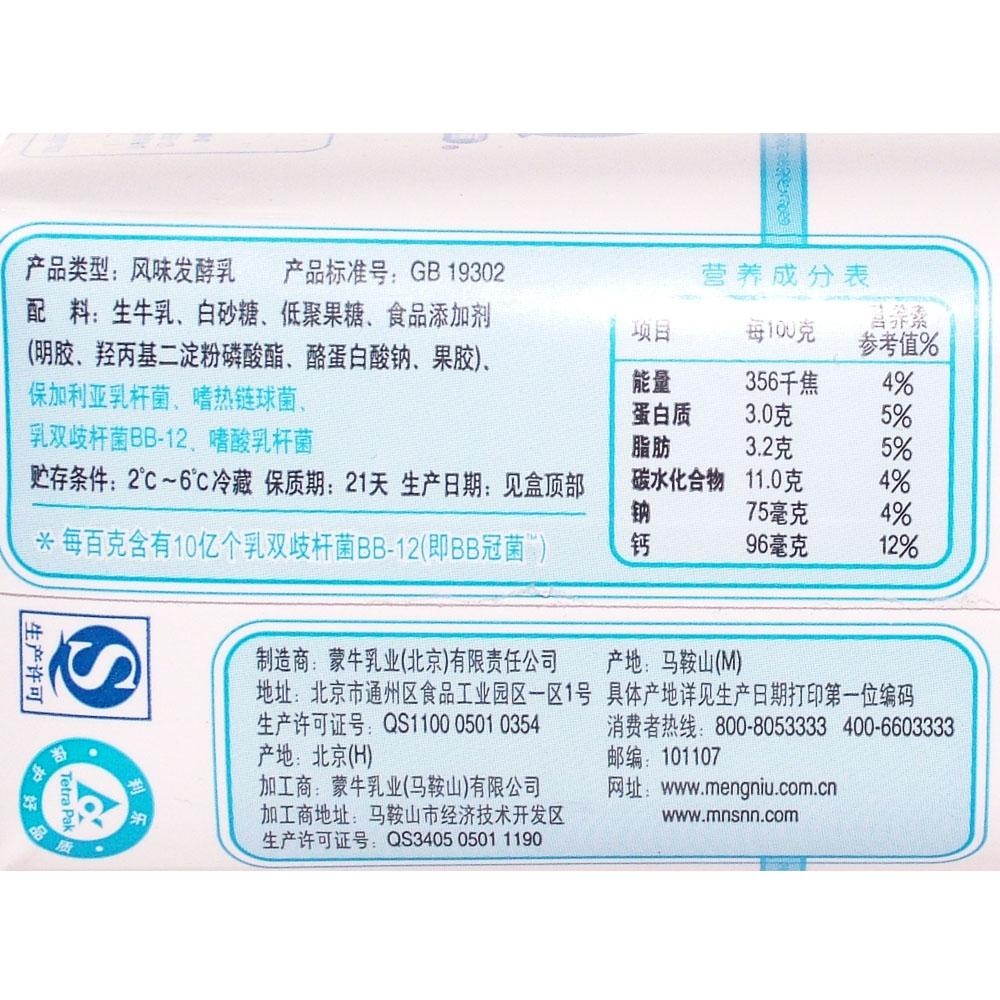 产品类型：风味发酵乳 产品标准号：GB 19302
配 料：生牛乳、白砂糖、低聚果糖、食品添加剂
(明胶、羟丙基二淀粉磷酸酯、酪蛋白酸钠、果胶)、
保加利亚乳杆菌、嗜热链球菌、
乳双歧杆菌BB-12、嗜酸乳杆菌
贮存条件：2℃~6℃冷藏 保质期：21天 生产日期：见盒顶部
* 每百克含有10亿个乳双歧杆菌BB-12(即BB冠菌™)
营养成分表
项目 每100克 营养素参考值%
能量 356千焦 4%
蛋白质 3.0克 5%
脂肪 3.2克 5%
碳水化合物 11.0克 4%
钠 75毫克 4%
钙 96毫克 12%
生产许可
利乐
Tetra Pak
保护好品质
制造商：蒙牛乳业(北京)有限责任公司
地址：北京市通州区食品工业园区一区1号
生产许可证号：QS1100 0501 0354
产地：北京(H)
加工商：蒙牛乳业(马鞍山)有限公司
加工商地址：马鞍山市经济技术开发区
生产许可证号：QS3405 0501 1190
产地：马鞍山(M)
具体产地详见生产日期打印第一位编码
消费者热线：800-8053333 400-6603333
邮编：101107
网址：www.mengniu.com.cn
www.mnsnn.com